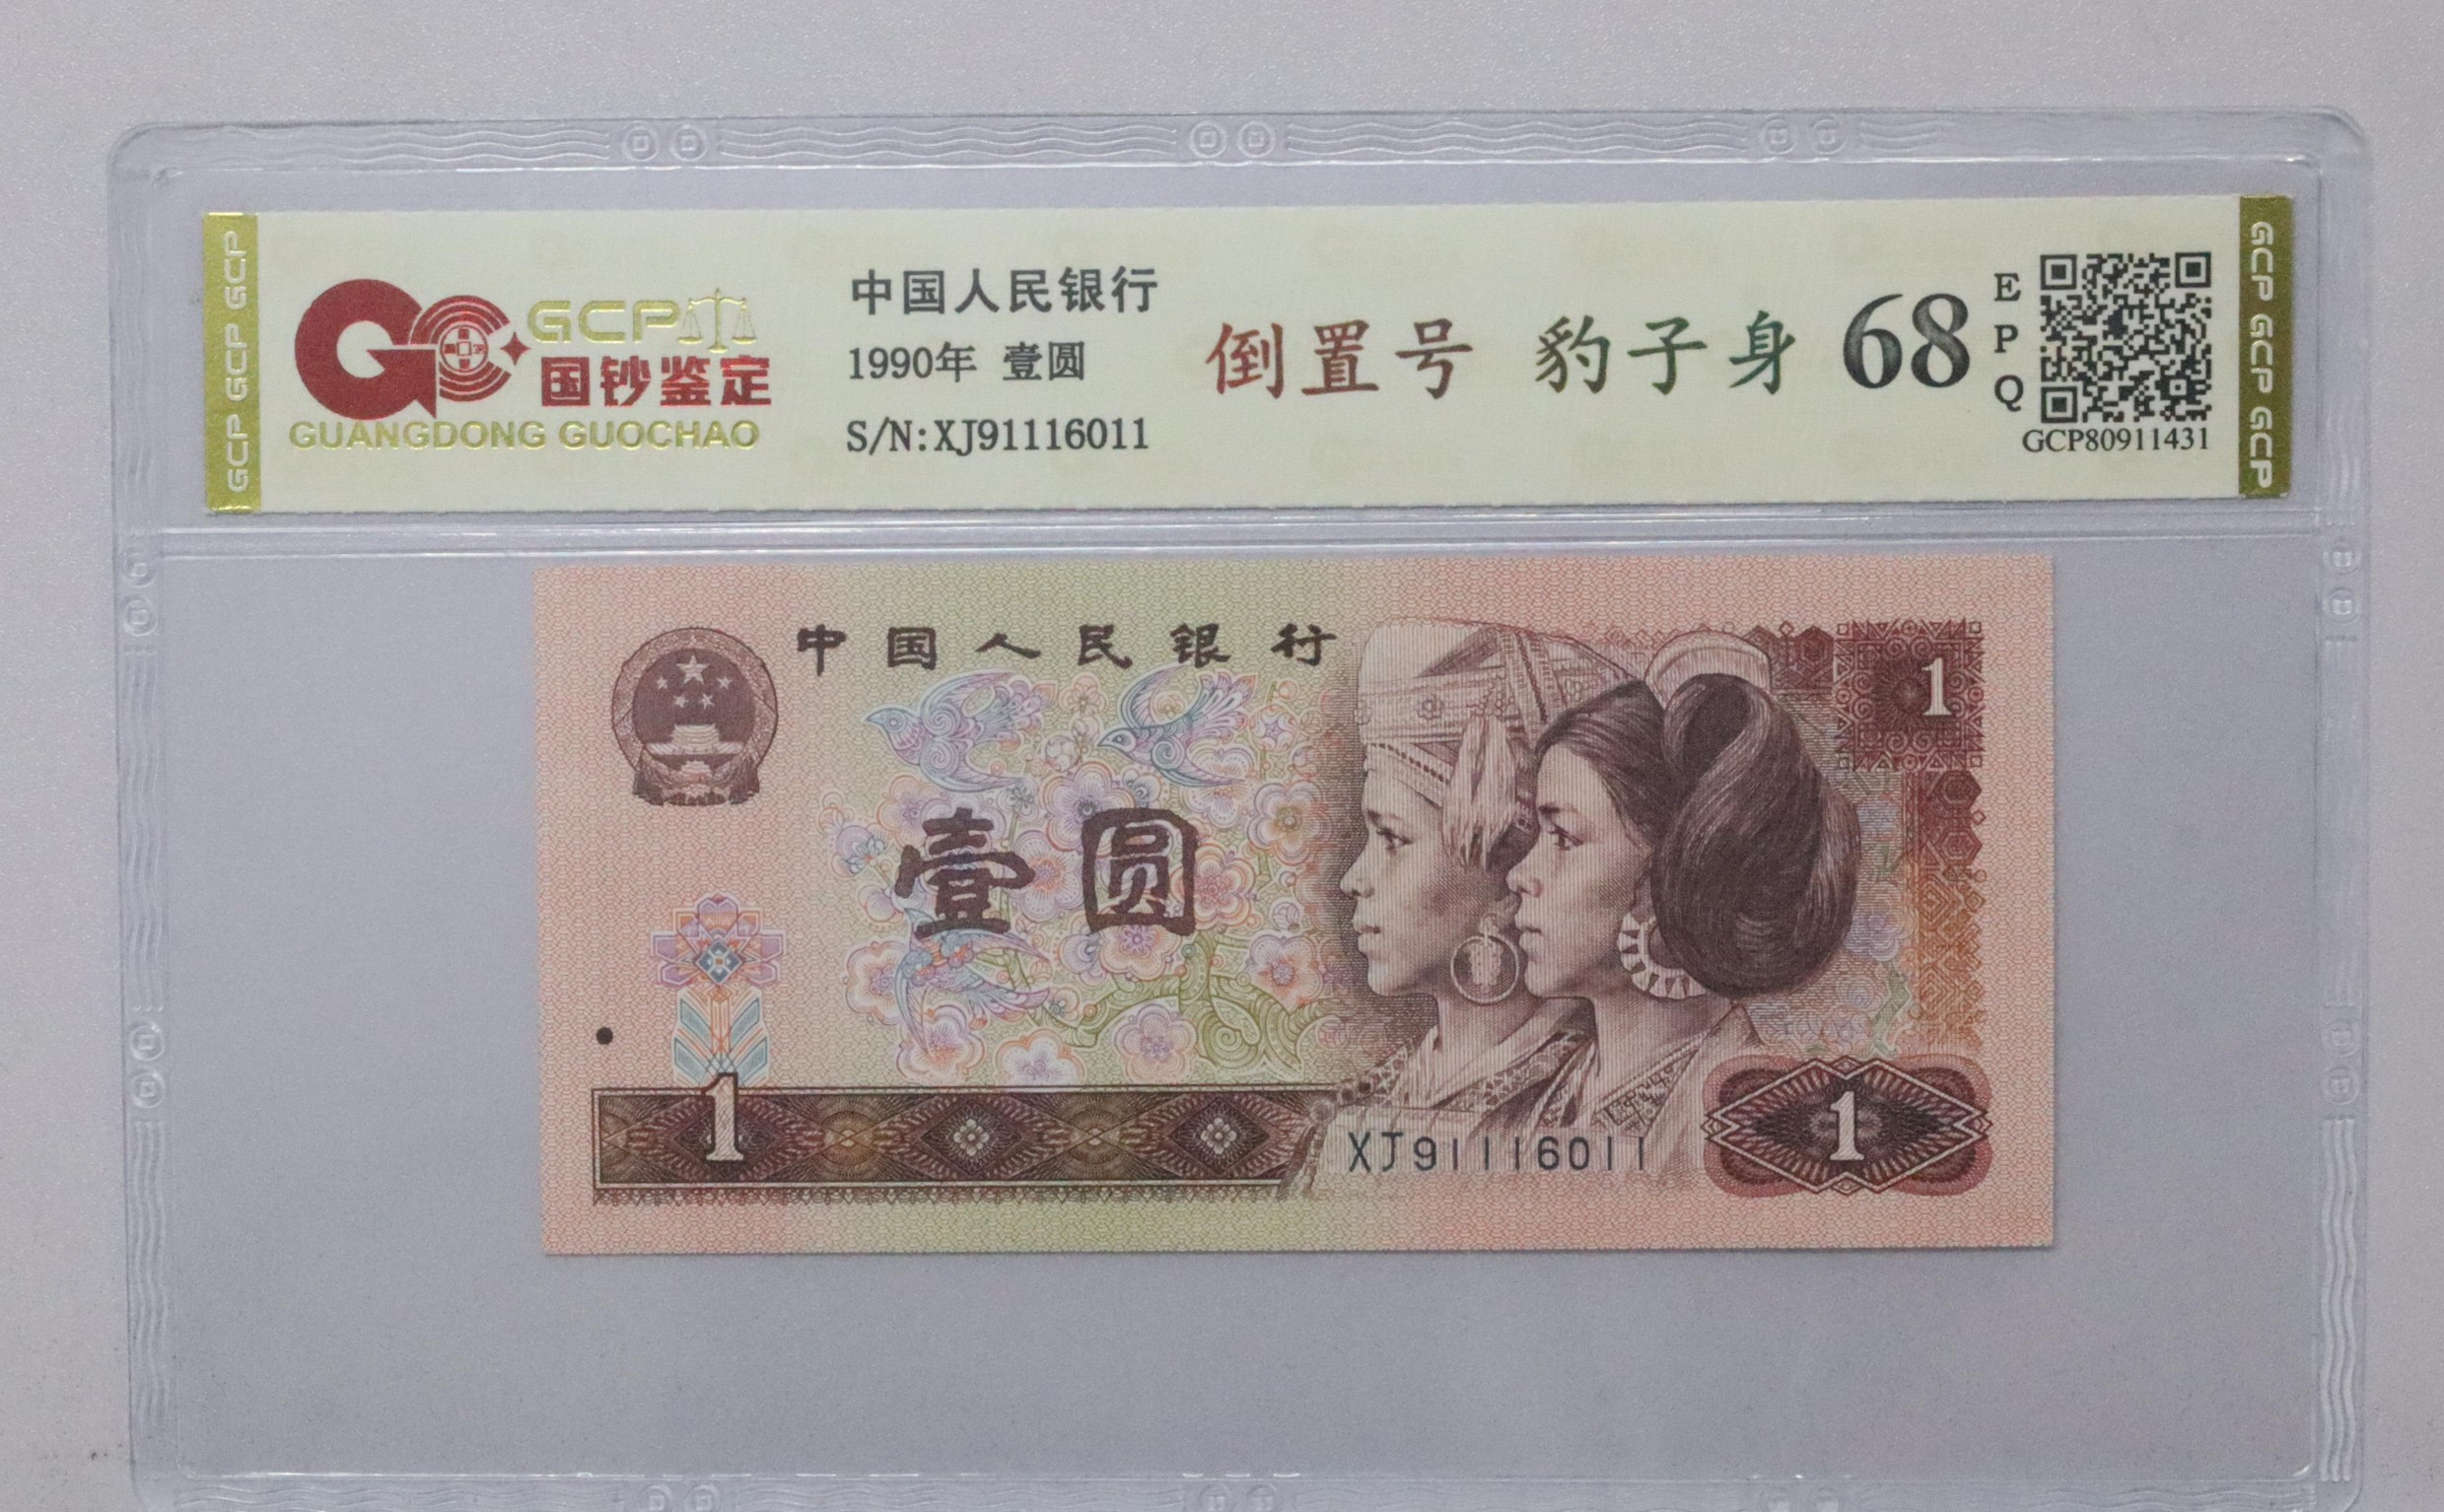 GCP GCP GCP
GCP
国钞鉴定
GUANGDONG GUOCHAO
中国人民银行
1990年 壹圆
S/N:XJ91116011
倒置号 豹子身 68 EPQ
GCP80911431
GCP GCP GCP
中国人民银行
1
壹圆
1
XJ91116011
1